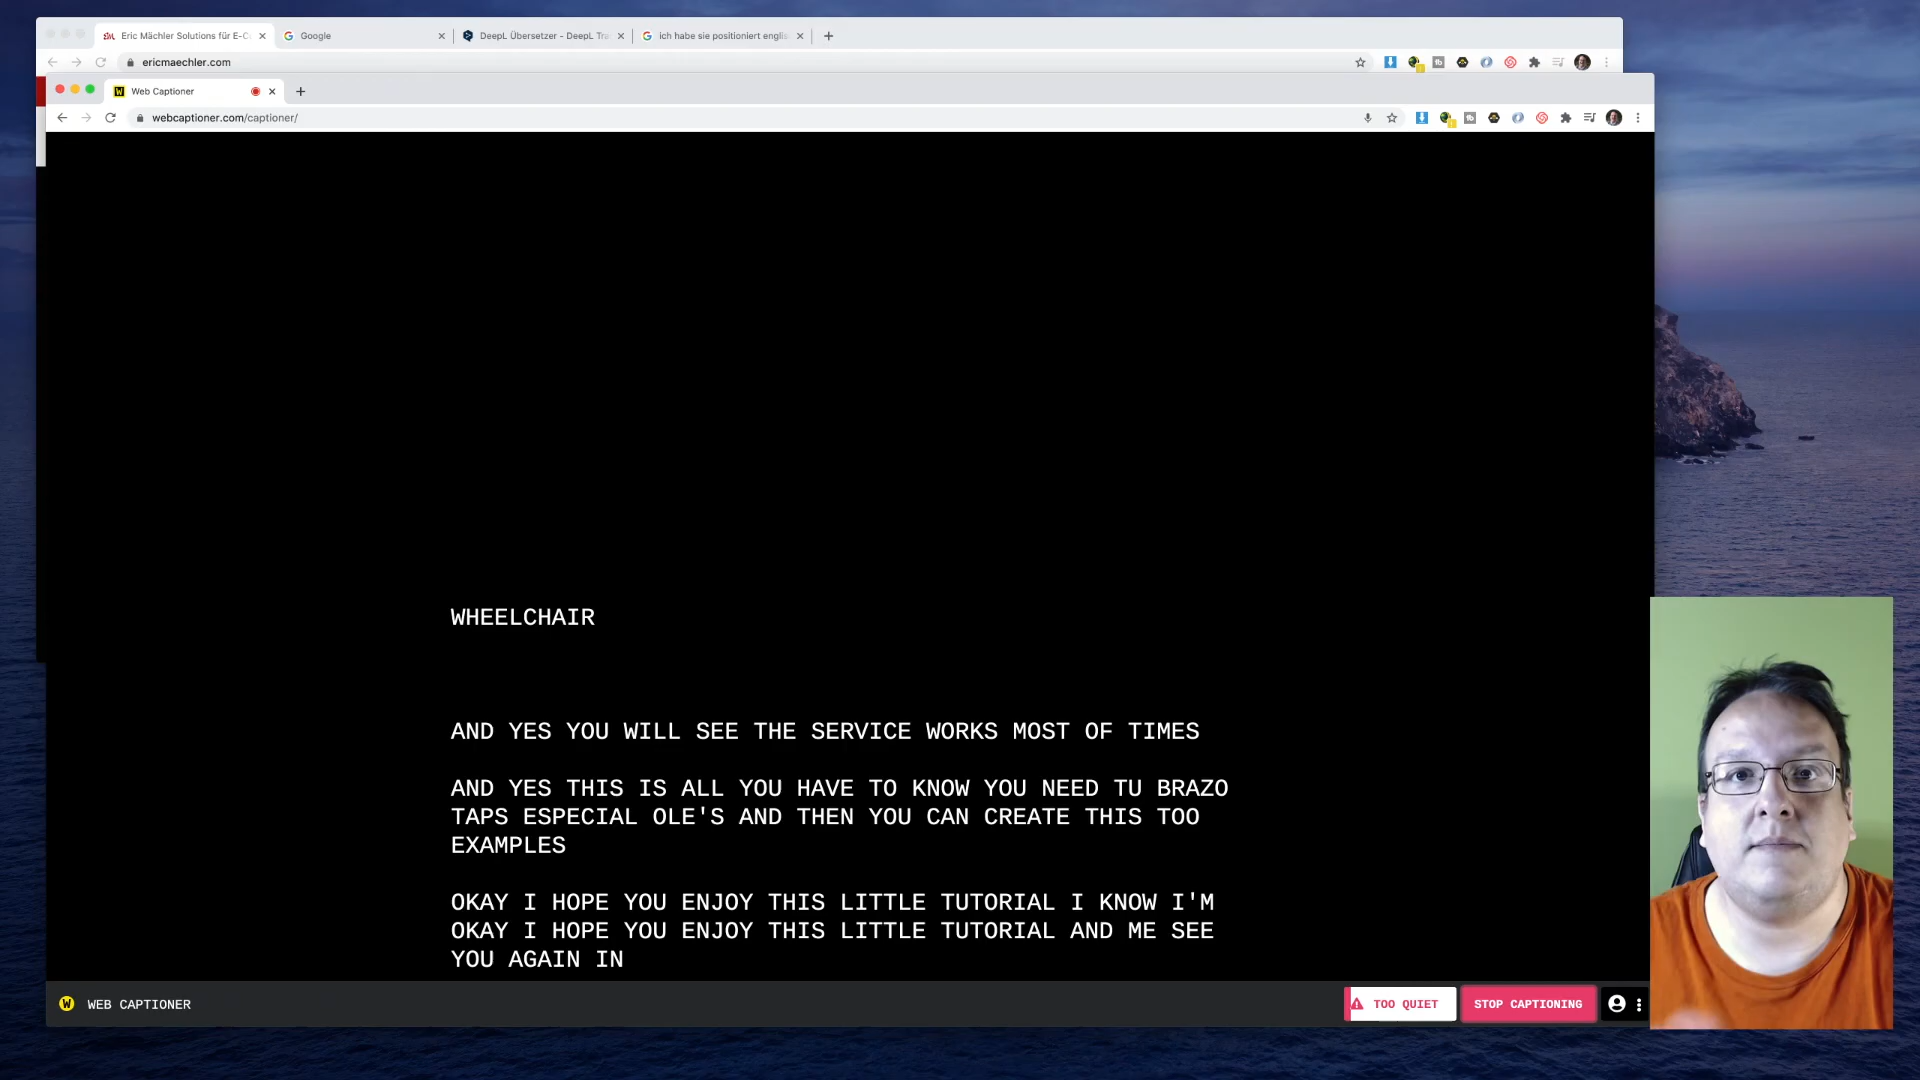 Eric Mächler Solutions für E-C
Google
DeepL Übersetzer - DeepL Tra
ich habe sie positioniert englis
ericmaechler.com
Web Captioner
webcaptioner.com/captioner/
WHEELCHAIR
AND YES YOU WILL SEE THE SERVICE WORKS MOST OF TIMES
AND YES THIS IS ALL YOU HAVE TO KNOW YOU NEED TU BRAZO
TAPS ESPECIAL OLE'S AND THEN YOU CAN CREATE THIS TOO
EXAMPLES
OKAY I HOPE YOU ENJOY THIS LITTLE TUTORIAL I KNOW I'M
OKAY I HOPE YOU ENJOY THIS LITTLE TUTORIAL AND ME SEE
YOU AGAIN IN
W WEB CAPTIONER
TOO QUIET
STOP CAPTIONING